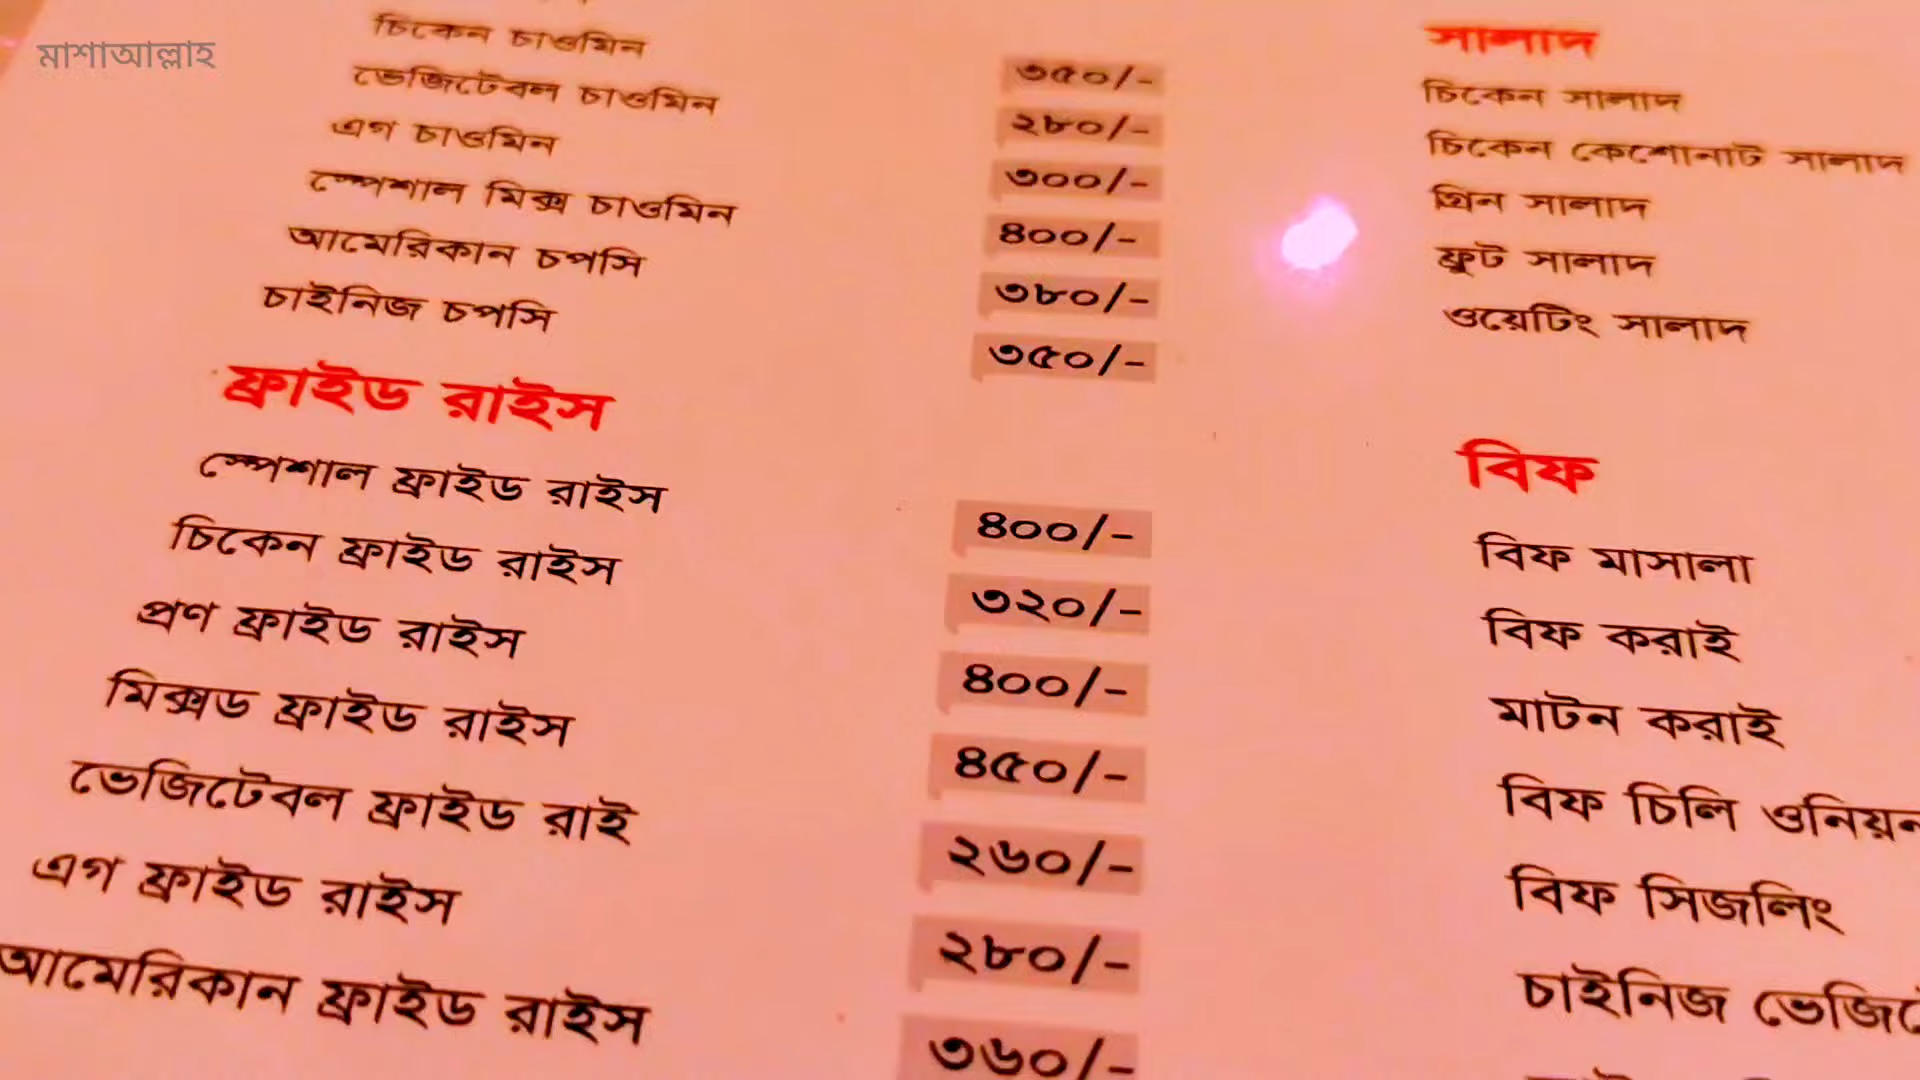 মাশাআল্লাহ
চিকেন চাওমিন ৩৫০/-
ভেজিটেবল চাওমিন ২৮০/-
এগ চাওমিন ৩০০/-
স্পেশাল মিক্স চাওমিন ৪০০/-
আমেরিকান চপসি ৩৮০/-
চাইনিজ চপসি ৩৫০/-
ফ্রাইড রাইস
স্পেশাল ফ্রাইড রাইস ৪০০/-
চিকেন ফ্রাইড রাইস ৩২০/-
প্রণ ফ্রাইড রাইস ৪০০/-
মিক্সড ফ্রাইড রাইস ৪৫০/-
ভেজিটেবল ফ্রাইড রাই ২৬০/-
এগ ফ্রাইড রাইস ২৮০/-
আমেরিকান ফ্রাইড রাইস ৩৬০/-
সালাদ
চিকেন সালাদ
চিকেন কেশোনাট সালাদ
গ্রিন সালাদ
ফ্রুট সালাদ
ওয়েটিং সালাদ
বিফ
বিফ মাসালা
বিফ করাই
মাটন করাই
বিফ চিলি ওনিয়ন
বিফ সিজলিং
চাইনিজ